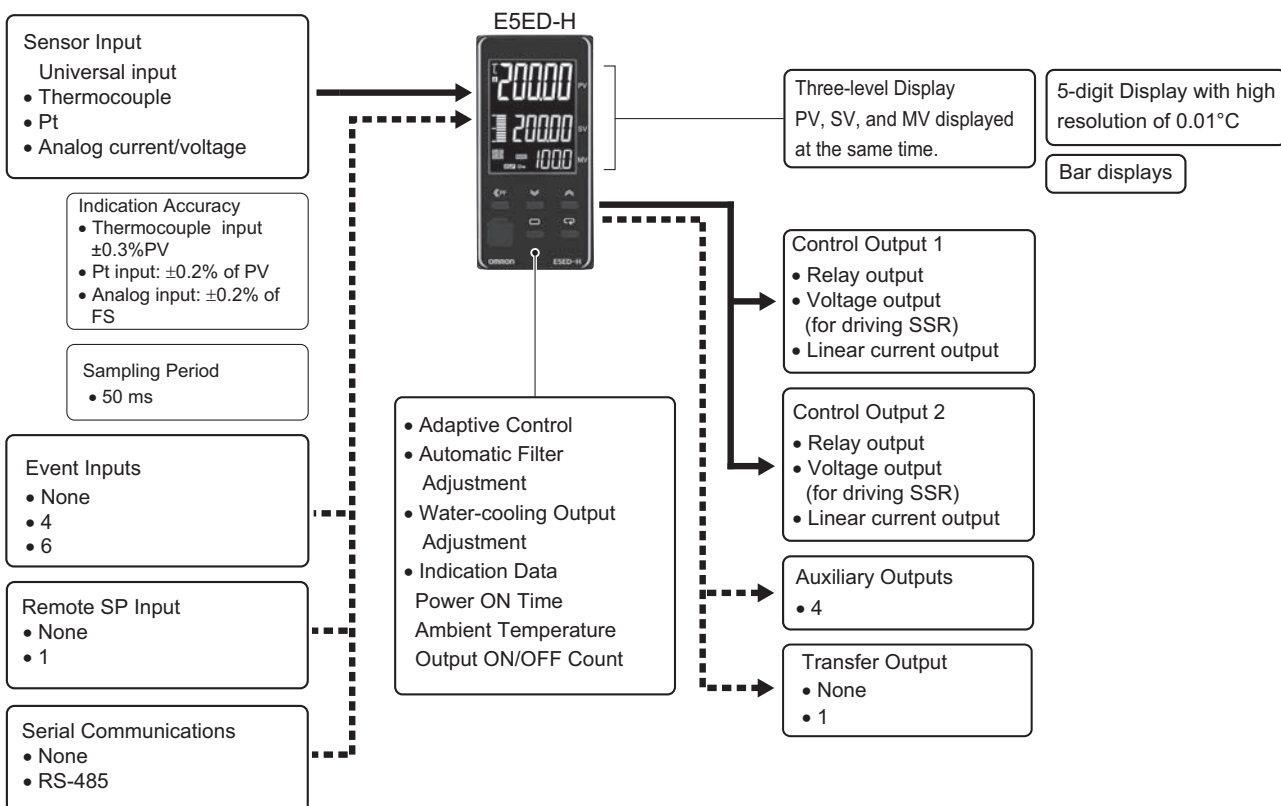 E5ED-H
Sensor Input
Universal input
• Thermocouple
• Pt
• Analog current/voltage
Indication Accuracy
• Thermocouple input
±0.3%PV
• Pt input: ±0.2% of PV
• Analog input: ±0.2% of
FS
Sampling Period
• 50 ms
Event Inputs
• None
• 4
• 6
Remote SP Input
• None
• 1
Serial Communications
• None
• RS-485
200.00
PV
200.00
SV
100.0
MV
PF
OMRON
E5ED-H
• Adaptive Control
• Automatic Filter
Adjustment
• Water-cooling Output
Adjustment
• Indication Data
Power ON Time
Ambient Temperature
Output ON/OFF Count
Three-level Display
PV, SV, and MV displayed
at the same time.
5-digit Display with high
resolution of 0.01°C
Bar displays
Control Output 1
• Relay output
• Voltage output
(for driving SSR)
• Linear current output
Control Output 2
• Relay output
• Voltage output
(for driving SSR)
• Linear current output
Auxiliary Outputs
• 4
Transfer Output
• None
• 1